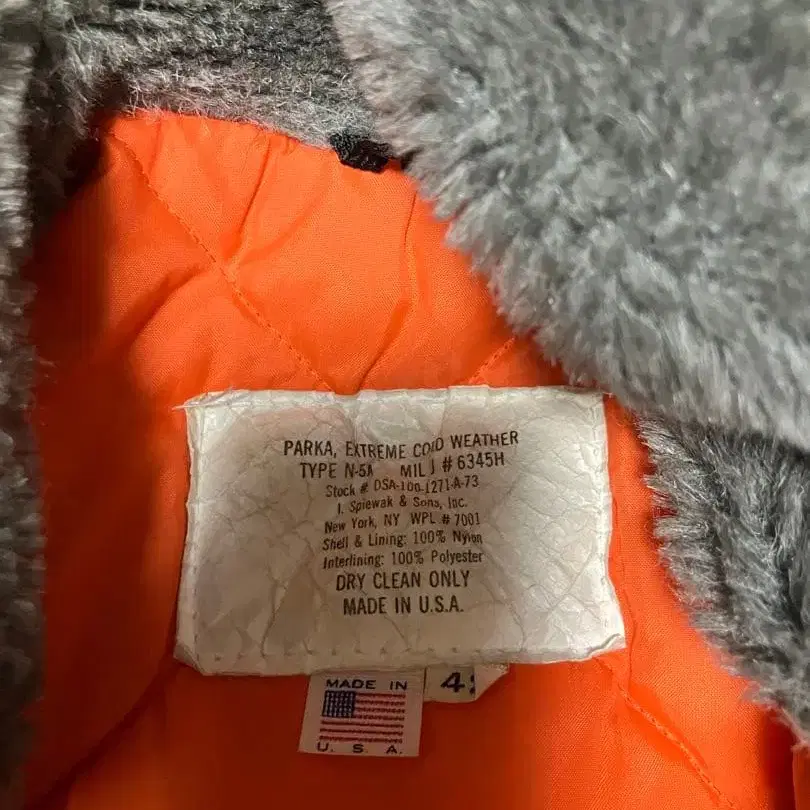 PARKA, EXTREME COLD WEATHER
TYPE N-5A MIL J # 6345H
Stock # DSA-100-1271-A-73
I. Spiewak & Sons, Inc.
New York, NY WPL # 7001
Shell & Lining: 100% Nylon
Interlining: 100% Polyester
DRY CLEAN ONLY
MADE IN U.S.A.
MADE IN
U. S. A.